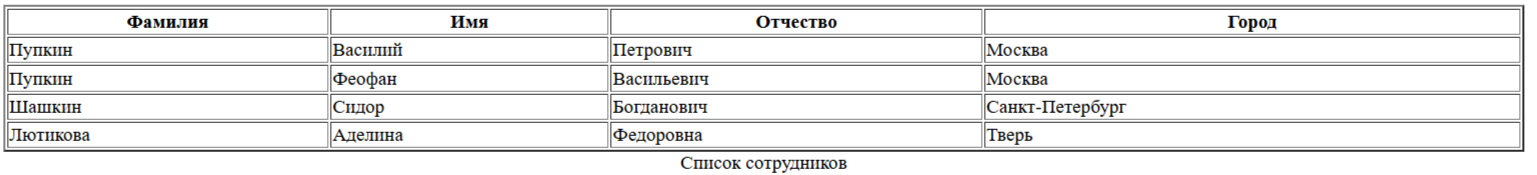 Фамилия Имя Отчество Город
Пупкин Василий Петрович Москва
Пупкин Феофан Васильевич Москва
Шашкин Сидор Богданович Санкт-Петербург
Лютикова Аделина Федоровна Тверь
Список сотрудников